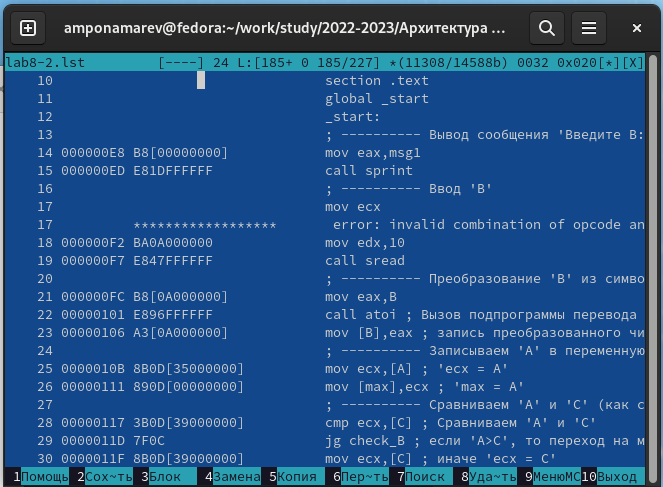 amponamarev@fedora:~/work/study/2022-2023/Архитектура ...
lab8-2.lst [----] 24 L:[185+ 0 185/227] *(11308/14588b) 0032 0x020[*][X]
10 section .text
11 global _start
12 _start:
13 ; ---------- Вывод сообщения 'Введите B:
14 000000E8 B8[00000000] mov eax,msg1
15 000000ED E81DFFFFFF call sprint
16 ; ---------- Ввод 'B'
17 mov ecx
17 ****************** error: invalid combination of opcode an
18 000000F2 BA0A000000 mov edx,10
19 000000F7 E847FFFFFF call sread
20 ; ---------- Преобразование 'B' из симво
21 000000FC B8[0A000000] mov eax,B
22 00000101 E896FFFFFF call atoi ; Вызов подпрограммы перевода
23 00000106 A3[0A000000] mov [B],eax ; запись преобразованного чи
24 ; ---------- Записываем 'A' в переменную
25 0000010B 8B0D[35000000] mov ecx,[A] ; 'ecx = A'
26 00000111 890D[00000000] mov [max],ecx ; 'max = A'
27 ; ---------- Сравниваем 'A' и 'С' (как с
28 00000117 3B0D[39000000] cmp ecx,[C] ; Сравниваем 'A' и 'С'
29 0000011D 7F0C jg check_B ; если 'A>C', то переход на м
30 0000011F 8B0D[39000000] mov ecx,[C] ; иначе 'ecx = C'
1Помощь 2Сох~ть 3Блок 4Замена 5Копия 6Пер~ть 7Поиск 8Уда~ть 9МенюMC 10Выход